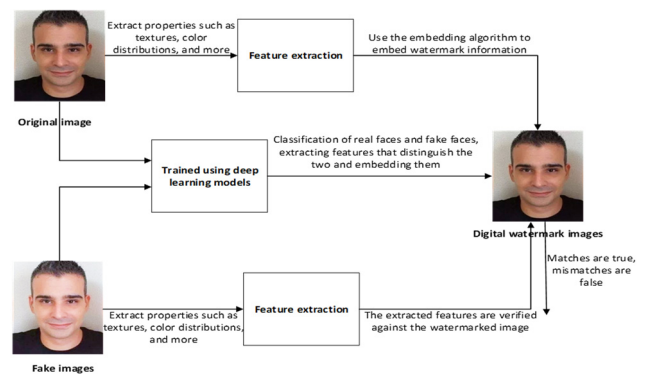 Extract properties such as
textures, color
distributions, and more
Feature extraction
Use the embedding algorithm to
embed watermark information
Original image
Trained using deep
learning models
Classification of real faces and fake faces,
extracting features that distinguish the
two and embedding them
Digital watermark images
Matches are true,
mismatches are
false
Extract properties such as
textures, color distributions,
and more
Feature extraction
The extracted features are verified
against the watermarked image
Fake images